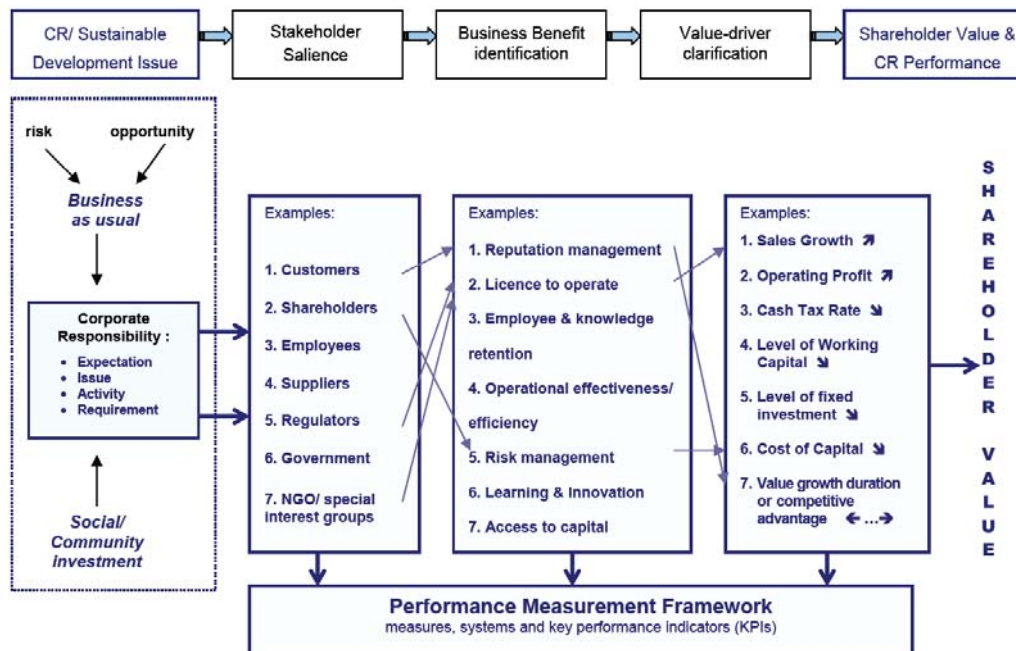 CR/ Sustainable
Development Issue
Stakeholder
Salience
Business Benefit
identification
Value-driver
clarification
Shareholder Value &
CR Performance
risk
opportunity
Business
as usual
Corporate
Responsibility :
• Expectation
• Issue
• Activity
• Requirement
Social/
Community
investment
Examples:
1. Customers
2. Shareholders
3. Employees
4. Suppliers
5. Regulators
6. Government
7. NGO/ special
interest groups
Examples:
1. Reputation management
2. Licence to operate
3. Employee & knowledge
retention
4. Operational effectiveness/
efficiency
5. Risk management
6. Learning & Innovation
7. Access to capital
Examples:
1. Sales Growth
2. Operating Profit
3. Cash Tax Rate
4. Level of Working
Capital
5. Level of fixed
investment
6. Cost of Capital
7. Value growth duration
or competitive
advantage ...
SHAREHOLDER VALUE
Performance Measurement Framework
measures, systems and key performance indicators (KPIs)